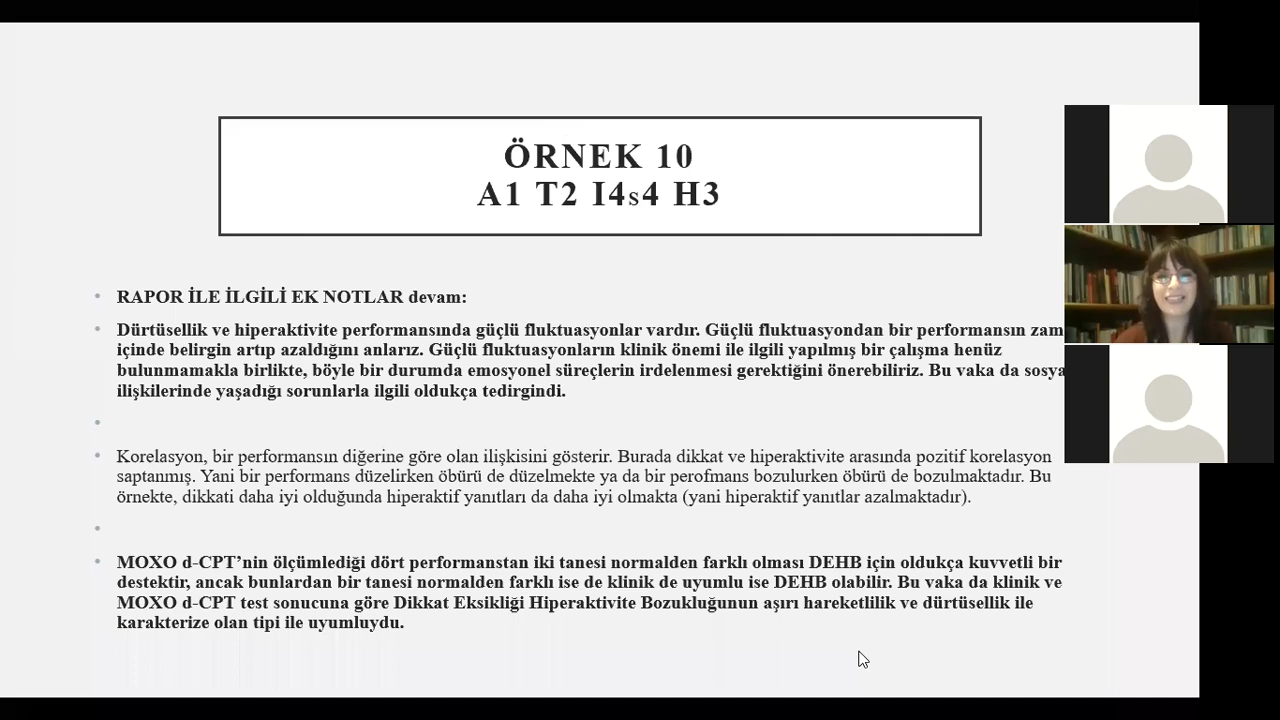 ÖRNEK 10
A1 T2 I4s4 H3
RAPOR İLE İLGİLİ EK NOTLAR devam:
Dürtüsellik ve hiperaktivite performansında güçlü fluktuasyonlar vardır. Güçlü fluktuasyondan bir performansın zam
içinde belirgin artıp azaldığını anlarız. Güçlü fluktuasyonların klinik önemi ile ilgili yapılmış bir çalışma henüz
bulunmamakla birlikte, böyle bir durumda emosyonel süreçlerin irdelenmesi gerektiğini önerebiliriz. Bu vaka da sosya
ilişkilerinde yaşadığı sorunlarla ilgili oldukça tedirgindi.
Korelasyon, bir performansın diğerine göre olan ilişkisini gösterir. Burada dikkat ve hiperaktivite arasında pozitif korelasyon
saptanmış. Yani bir performans düzelirken öbürü de düzelmekte ya da bir perofmans bozulurken öbürü de bozulmaktadır. Bu
örnekte, dikkati daha iyi olduğunda hiperaktif yanıtları da daha iyi olmakta (yani hiperaktif yanıtlar azalmaktadır).
MOXO d-CPT’nin ölçümlediği dört performanstan iki tanesi normalden farklı olması DEHB için oldukça kuvvetli bir
destektir, ancak bunlardan bir tanesi normalden farklı ise de klinik de uyumlu ise DEHB olabilir. Bu vaka da klinik ve
MOXO d-CPT test sonucuna göre Dikkat Eksikliği Hiperaktivite Bozukluğunun aşırı hareketlilik ve dürtüsellik ile
karakterize olan tipi ile uyumluydu.